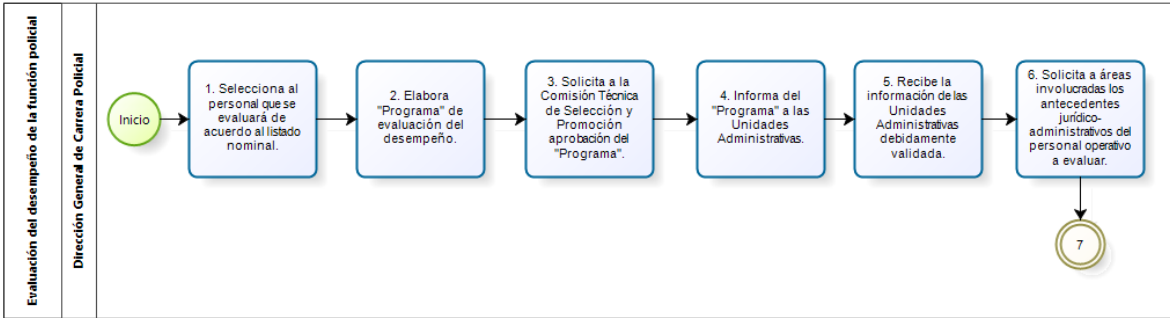 Evaluación del desempeño de la función policial
Dirección General de Carrera Policial
Inicio
1. Selecciona al
personal que se
evaluará de
acuerdo al listado
nominal.
2. Elabora
"Programa" de
evaluación del
desempeño.
3. Solicita a la
Comisión Técnica
de Selección y
Promoción
aprobación del
"Programa".
4. Informa del
"Programa" a las
Unidades
Administrativas.
5. Recibe la
información de las
Unidades
Administrativas
debidamente
validada.
6. Solicita a áreas
involucradas los
antecedentes
jurídico-
administrativos del
personal operativo
a evaluar.
7